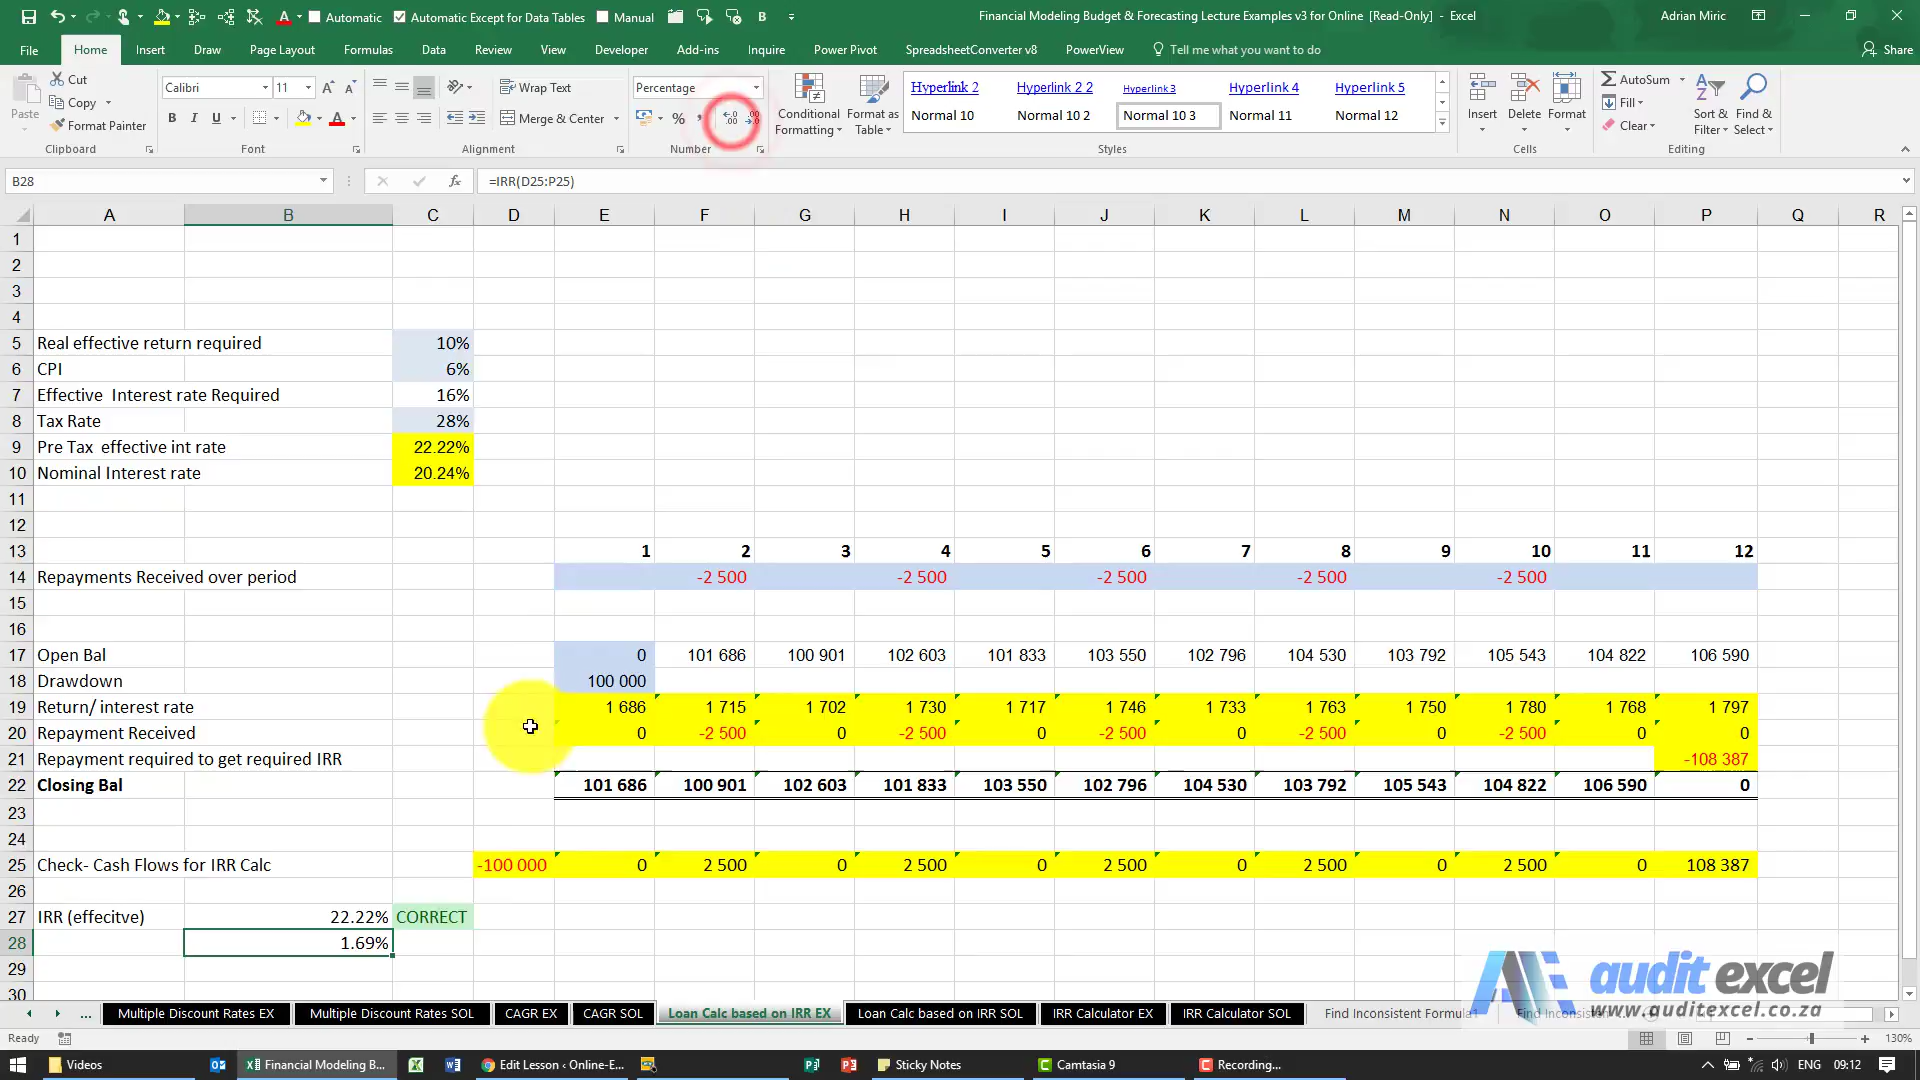 Automatic
Automatic Except for Data Tables
Manual
B
Financial Modeling Budget & Forecasting Lecture Examples v3 for Online [Read-Only] - Excel
Adrian Miric
File Home Insert Draw Page Layout Formulas Data Review View Developer Add-ins Inquire Power Pivot SpreadsheetConverter v8 PowerView Tell me what you want to do Share
Paste
Cut
Copy
Format Painter
Clipboard
Calibri 11
B I U
Font
Wrap Text
Merge & Center
Alignment
Percentage
%
Number
Conditional Formatting
Format as Table
Hyperlink 2 Hyperlink 2 2 Hyperlink 3 Hyperlink 4 Hyperlink 5
Normal 10 Normal 10 2 Normal 10 3 Normal 11 Normal 12
Styles
Insert Delete Format
Cells
AutoSum
Fill
Clear
Sort & Filter
Find & Select
Editing
B28 fx =IRR(D25:P25)
A B C D E F G H I J K L M N O P Q R
1
2
3
4
5 Real effective return required 10%
6 CPI 6%
7 Effective Interest rate Required 16%
8 Tax Rate 28%
9 Pre Tax effective int rate 22.22%
10 Nominal Interest rate 20.24%
11
12
13 1 2 3 4 5 6 7 8 9 10 11 12
14 Repayments Received over period -2 500 -2 500 -2 500 -2 500 -2 500
15
16
17 Open Bal 0 101 686 100 901 102 603 101 833 103 550 102 796 104 530 103 792 105 543 104 822 106 590
18 Drawdown 100 000
19 Return/ interest rate 1 686 1 715 1 702 1 730 1 717 1 746 1 733 1 763 1 750 1 780 1 768 1 797
20 Repayment Received 0 -2 500 0 -2 500 0 -2 500 0 -2 500 0 -2 500 0 0
21 Repayment required to get required IRR -108 387
22 Closing Bal 101 686 100 901 102 603 101 833 103 550 102 796 104 530 103 792 105 543 104 822 106 590 0
23
24
25 Check- Cash Flows for IRR Calc -100 000 0 2 500 0 2 500 0 2 500 0 2 500 0 2 500 0 108 387
26
27 IRR (effecitve) 22.22% CORRECT
28 1.69%
29
30
audit excel
www.auditexcel.co.za
... Multiple Discount Rates EX Multiple Discount Rates SOL CAGR EX CAGR SOL Loan Calc based on IRR EX Loan Calc based on IRR SOL IRR Calculator EX IRR Calculator SOL Find Inconsistent Formula
Ready
130%
Videos
Financial Modeling B...
Edit Lesson ‹ Online-E...
Sticky Notes
Camtasia 9
Recording...
ENG
09:12